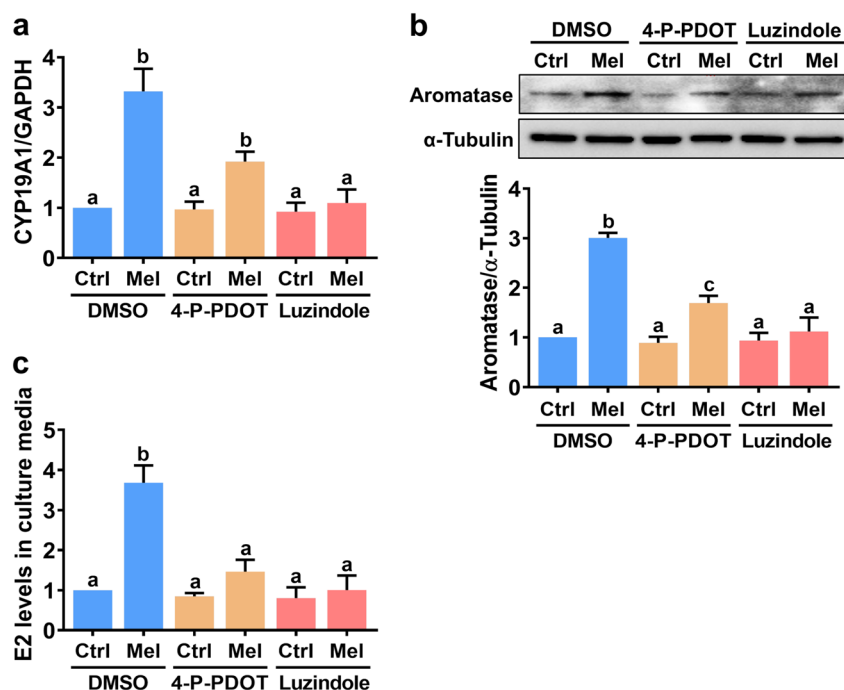 a
CYP19A1/GAPDH
4
3
2
1
0
a
b
a
b
a
a
Ctrl Mel Ctrl Mel Ctrl Mel
DMSO 4-P-PDOT Luzindole
b
DMSO 4-P-PDOT Luzindole
Ctrl Mel Ctrl Mel Ctrl Mel
Aromatase
α-Tubulin
Aromatase/α-Tubulin
4
3
2
1
0
a
b
a
c
a
a
Ctrl Mel Ctrl Mel Ctrl Mel
DMSO 4-P-PDOT Luzindole
c
E2 levels in culture media
5
4
3
2
1
0
a
b
a
a
a
a
Ctrl Mel Ctrl Mel Ctrl Mel
DMSO 4-P-PDOT Luzindole